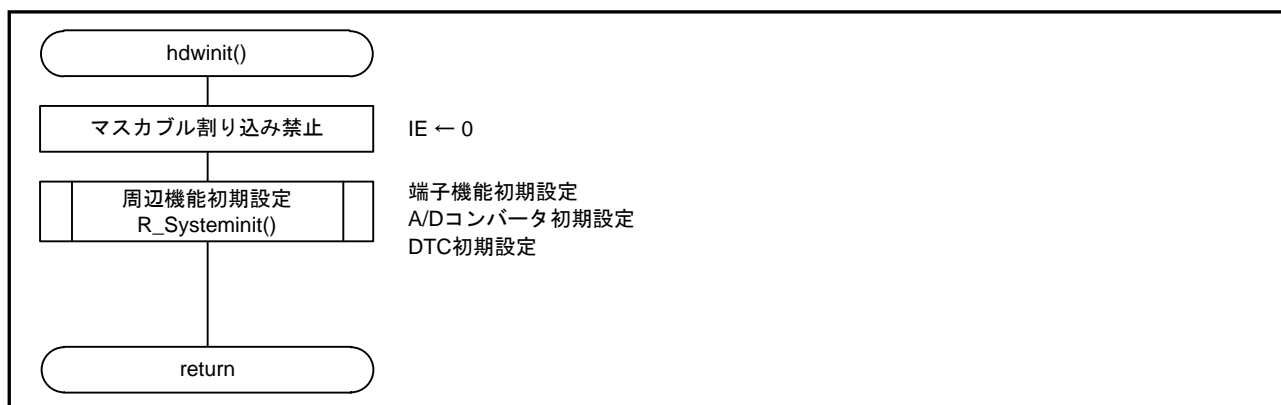 hdwinit()
マスカブル割り込み禁止
IE ← 0
周辺機能初期設定
R_Systeminit()
端子機能初期設定
A/Dコンバータ初期設定
DTC初期設定
return